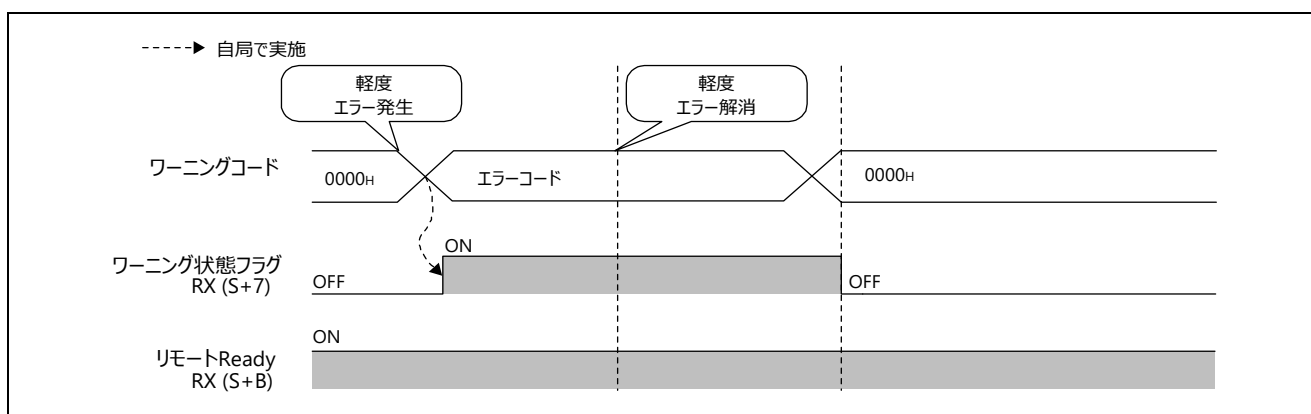 自局で実施
軽度
エラー発生
軽度
エラー解消
ワーニングコード
0000H
エラーコード
0000H
ワーニング状態フラグ
RX (S+7)
OFF
ON
OFF
リモートReady
RX (S+B)
ON